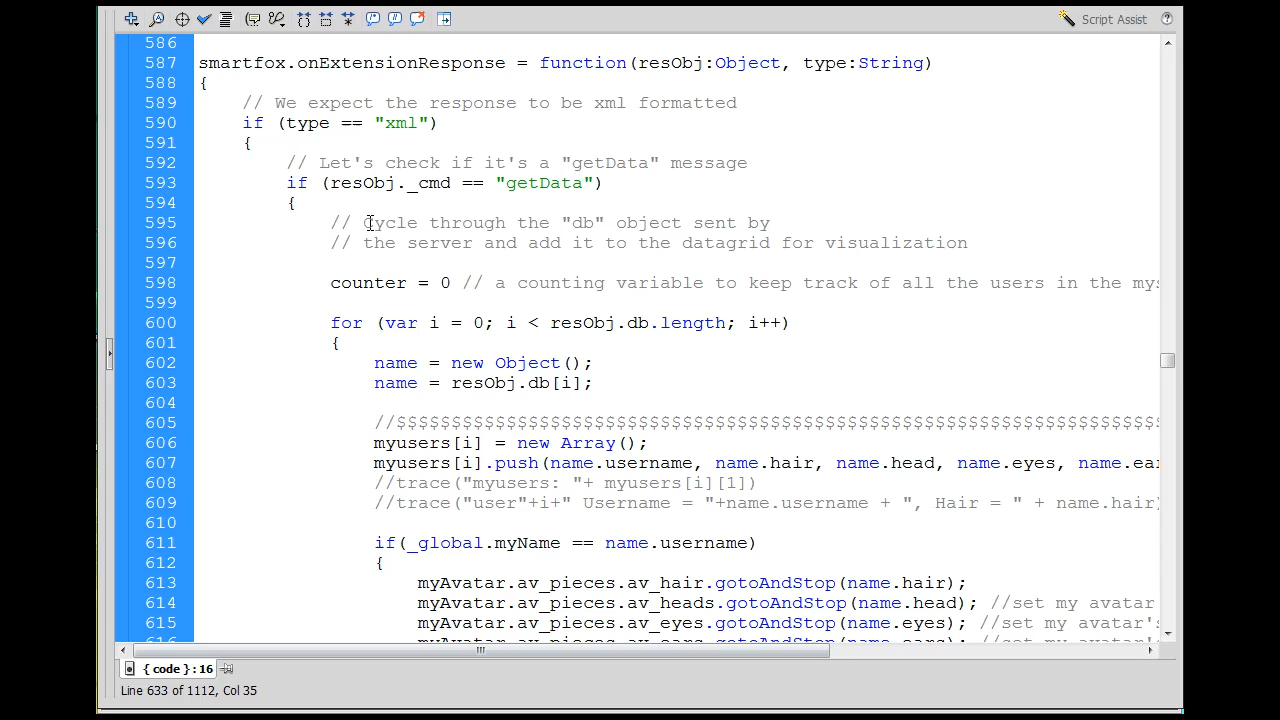 Script Assist
586
587 smartfox.onExtensionResponse = function(resObj:Object, type:String)
588 {
589 // We expect the response to be xml formatted
590 if (type == "xml")
591 {
592 // Let's check if it's a "getData" message
593 if (resObj._cmd == "getData")
594 {
595 // Cycle through the "db" object sent by
596 // the server and add it to the datagrid for visualization
597
598 counter = 0 // a counting variable to keep track of all the users in the mys
599
600 for (var i = 0; i < resObj.db.length; i++)
601 {
602 name = new Object();
603 name = resObj.db[i];
604
605 //$$$$$$$$$$$$$$$$$$$$$$$$$$$$$$$$$$$$$$$$$$$$$$$$$$$$$$$$$$$$$$$$$$$$$
606 myusers[i] = new Array();
607 myusers[i].push(name.username, name.hair, name.head, name.eyes, name.ear
608 //trace("myusers: "+ myusers[i][1])
609 //trace("user"+i+" Username = "+name.username + ", Hair = " + name.hair)
610
611 if(_global.myName == name.username)
612 {
613 myAvatar.av_pieces.av_hair.gotoAndStop(name.hair);
614 myAvatar.av_pieces.av_heads.gotoAndStop(name.head); //set my avatar
615 myAvatar.av_pieces.av_eyes.gotoAndStop(name.eyes); //set my avatar's
616 myAvatar.av_pieces.av_ears.gotoAndStop(name.ears); //set my avatar's
{ code } : 16
Line 633 of 1112, Col 35